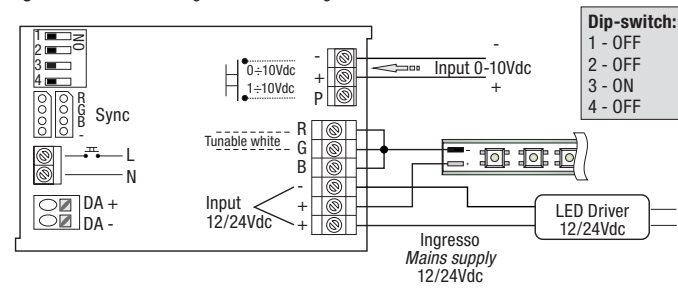 Dip-switch:
1 - OFF
2 - OFF
3 - ON
4 - OFF
1
2
3
4
ON
R
G
B
-
Sync
L
N
DA +
DA -
0÷10Vdc
1÷10Vdc
-
+
P
Input 0-10Vdc
-
+
Tunable white
R
G
B
-
+
+
Input
12/24Vdc
-
+
LED Driver
12/24Vdc
Ingresso
Mains supply
12/24Vdc